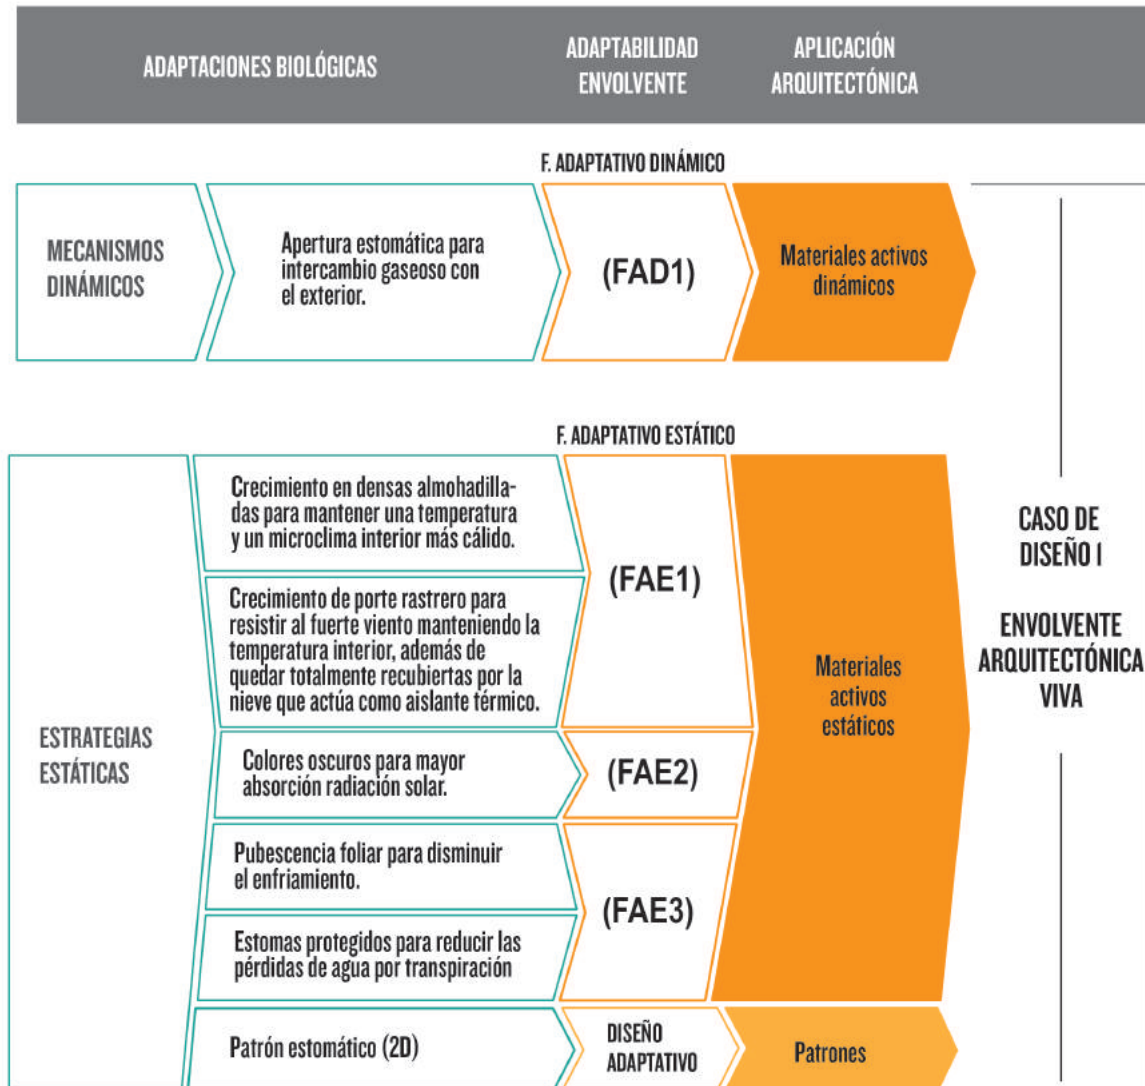 ADAPTACIONES BIOLÓGICAS
ADAPTABILIDAD
ENVOLVENTE
APLICACIÓN
ARQUITECTÓNICA
F. ADAPTATIVO DINÁMICO
MECANISMOS
DINÁMICOS
Apertura estomática para
intercambio gaseoso con
el exterior.
(FAD1)
Materiales activos
dinámicos
F. ADAPTATIVO ESTÁTICO
ESTRATEGIAS
ESTÁTICAS
Crecimiento en densas almohadilla-
das para mantener una temperatura
y un microclima interior más cálido.
Crecimiento de porte rastrero para
resistir al fuerte viento manteniendo la
temperatura interior, además de
quedar totalmente recubiertas por la
nieve que actúa como aislante térmico.
(FAE1)
Colores oscuros para mayor
absorción radiación solar.
(FAE2)
Pubescencia foliar para disminuir
el enfriamiento.
Estomas protegidos para reducir las
pérdidas de agua por transpiración
(FAE3)
Materiales
activos
estáticos
Patrón estomático (2D)
DISEÑO
ADAPTATIVO
Patrones
CASO DE
DISEÑO I
ENVOLVENTE
ARQUITECTÓNICA
VIVA